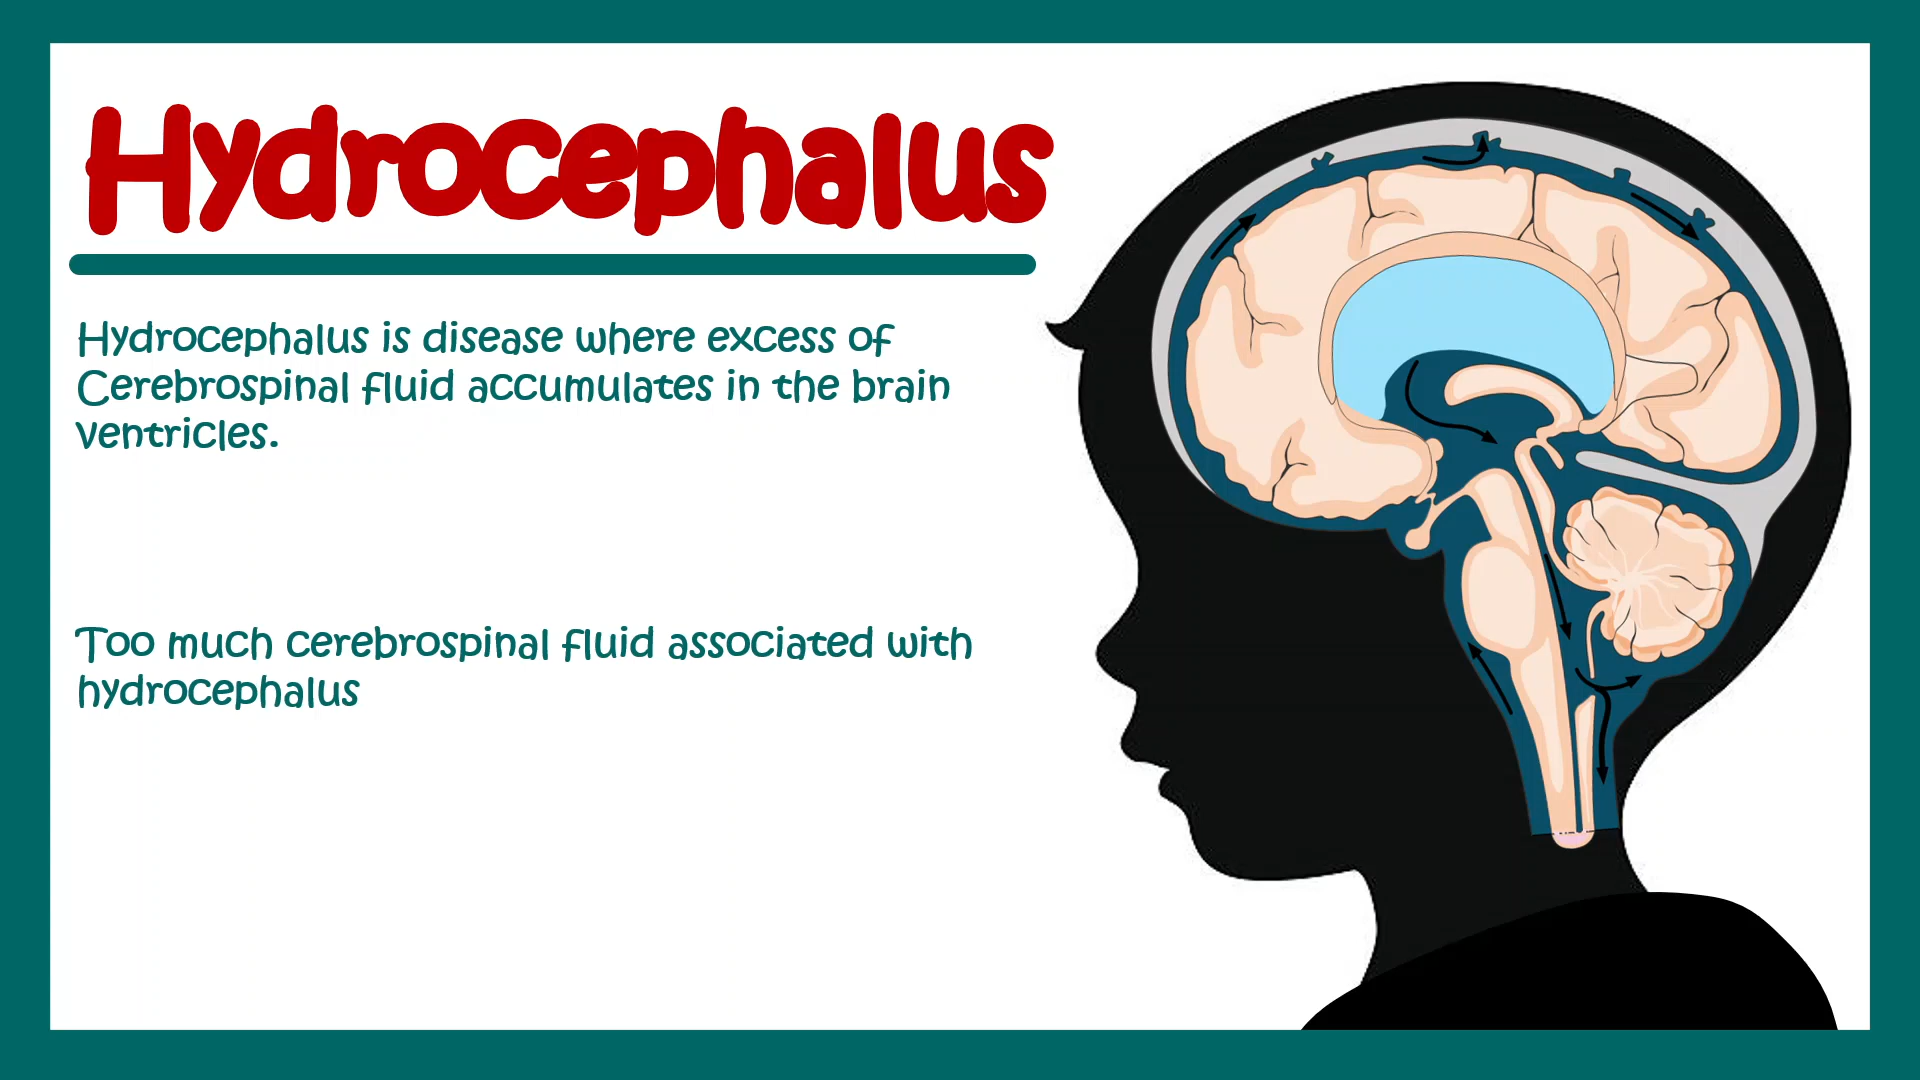 Hydrocephalus
Hydrocephalus is disease where excess of
Cerebrospinal fluid accumulates in the brain
ventricles.
Too much cerebrospinal fluid associated with
hydrocephalus